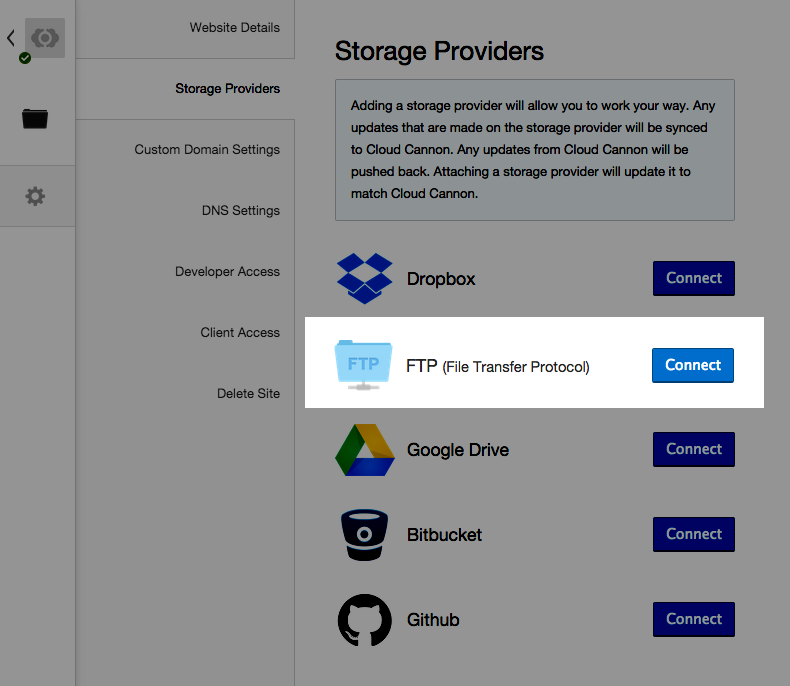 Website Details
Storage Providers
Custom Domain Settings
DNS Settings
Developer Access
Client Access
Delete Site
Storage Providers
Adding a storage provider will allow you to work your way. Any
updates that are made on the storage provider will be synced
to Cloud Cannon. Any updates from Cloud Cannon will be
pushed back. Attaching a storage provider will update it to
match Cloud Cannon.
Dropbox Connect
FTP FTP (File Transfer Protocol) Connect
Google Drive Connect
Bitbucket Connect
Github Connect